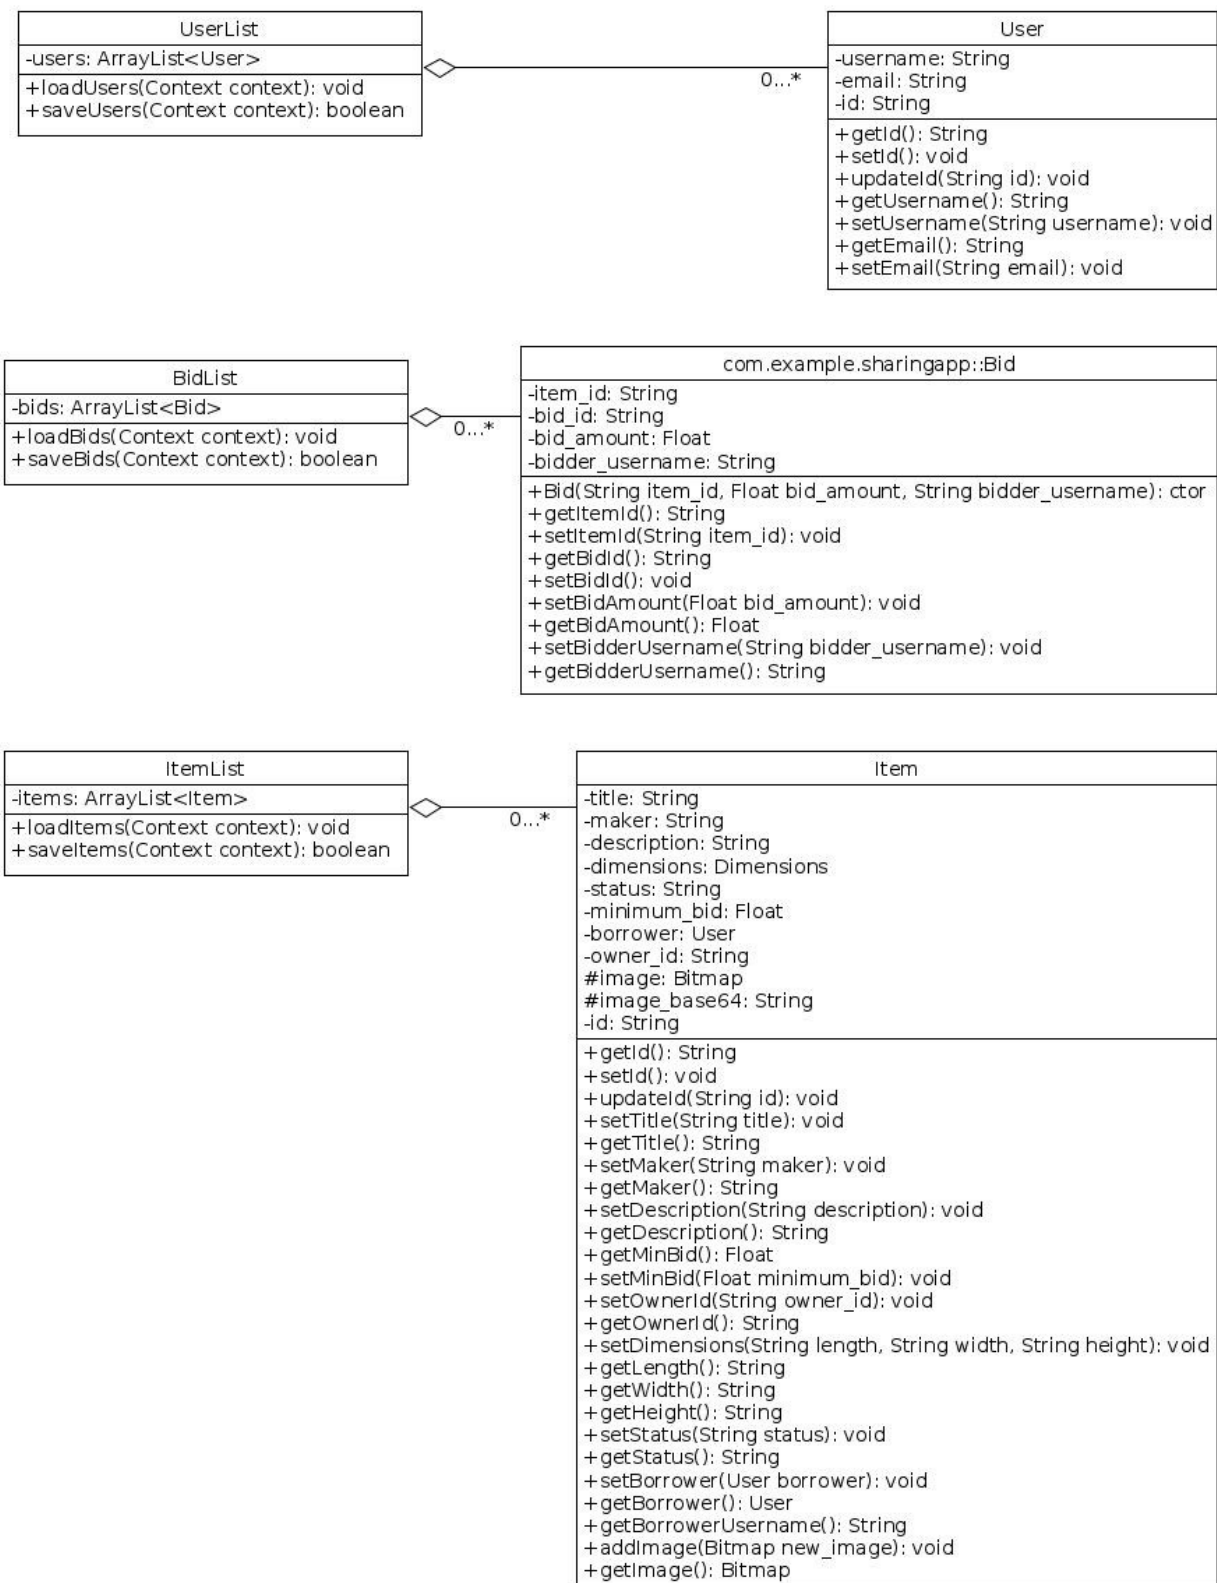 UserList
-users: ArrayList<User>
+loadUsers(Context context): void
+saveUsers(Context context): boolean
0...*
User
-username: String
-email: String
-id: String
+getId(): String
+setId(): void
+updateId(String id): void
+getUsername(): String
+setUsername(String username): void
+getEmail(): String
+setEmail(String email): void
BidList
-bids: ArrayList<Bid>
+loadBids(Context context): void
+saveBids(Context context): boolean
0...*
com.example.sharingapp::Bid
-item_id: String
-bid_id: String
-bid_amount: Float
-bidder_username: String
+Bid(String item_id, Float bid_amount, String bidder_username): ctor
+getItemId(): String
+setItemId(String item_id): void
+getBidId(): String
+setBidId: void
+setBidAmount(Float bid_amount): void
+getBidAmount(): Float
+setBidderUsername(String bidder_username): void
+getBidderUsername(): String
ItemList
-items: ArrayList<Item>
+loadItems(Context context): void
+saveItems(Context context): boolean
0...*
Item
-title: String
-maker: String
-description: String
-dimensions: Dimensions
-status: String
-minimum_bid: Float
-borrower: User
-owner_id: String
#image: Bitmap
#image_base64: String
-id: String
+getId(): String
+setId(): void
+updateId(String id): void
+setTitle(String title): void
+getTitle(): String
+setMaker(String maker): void
+getMaker(): String
+setDescription(String description): void
+getDescription(): String
+getMinBid(): Float
+setMinBid(Float minimum_bid): void
+setOwnerId(String owner_id): void
+getOwnerId(): String
+setDimensions(String length, String width, String height): void
+getLength(): String
+getWidth(): String
+getHeight(): String
+setStatus(String status): void
+getStatus(): String
+setBorrower(User borrower): void
+getBorrower(): User
+getBorrowerUsername(): String
+addImage(Bitmap new_image): void
+getImage(): Bitmap